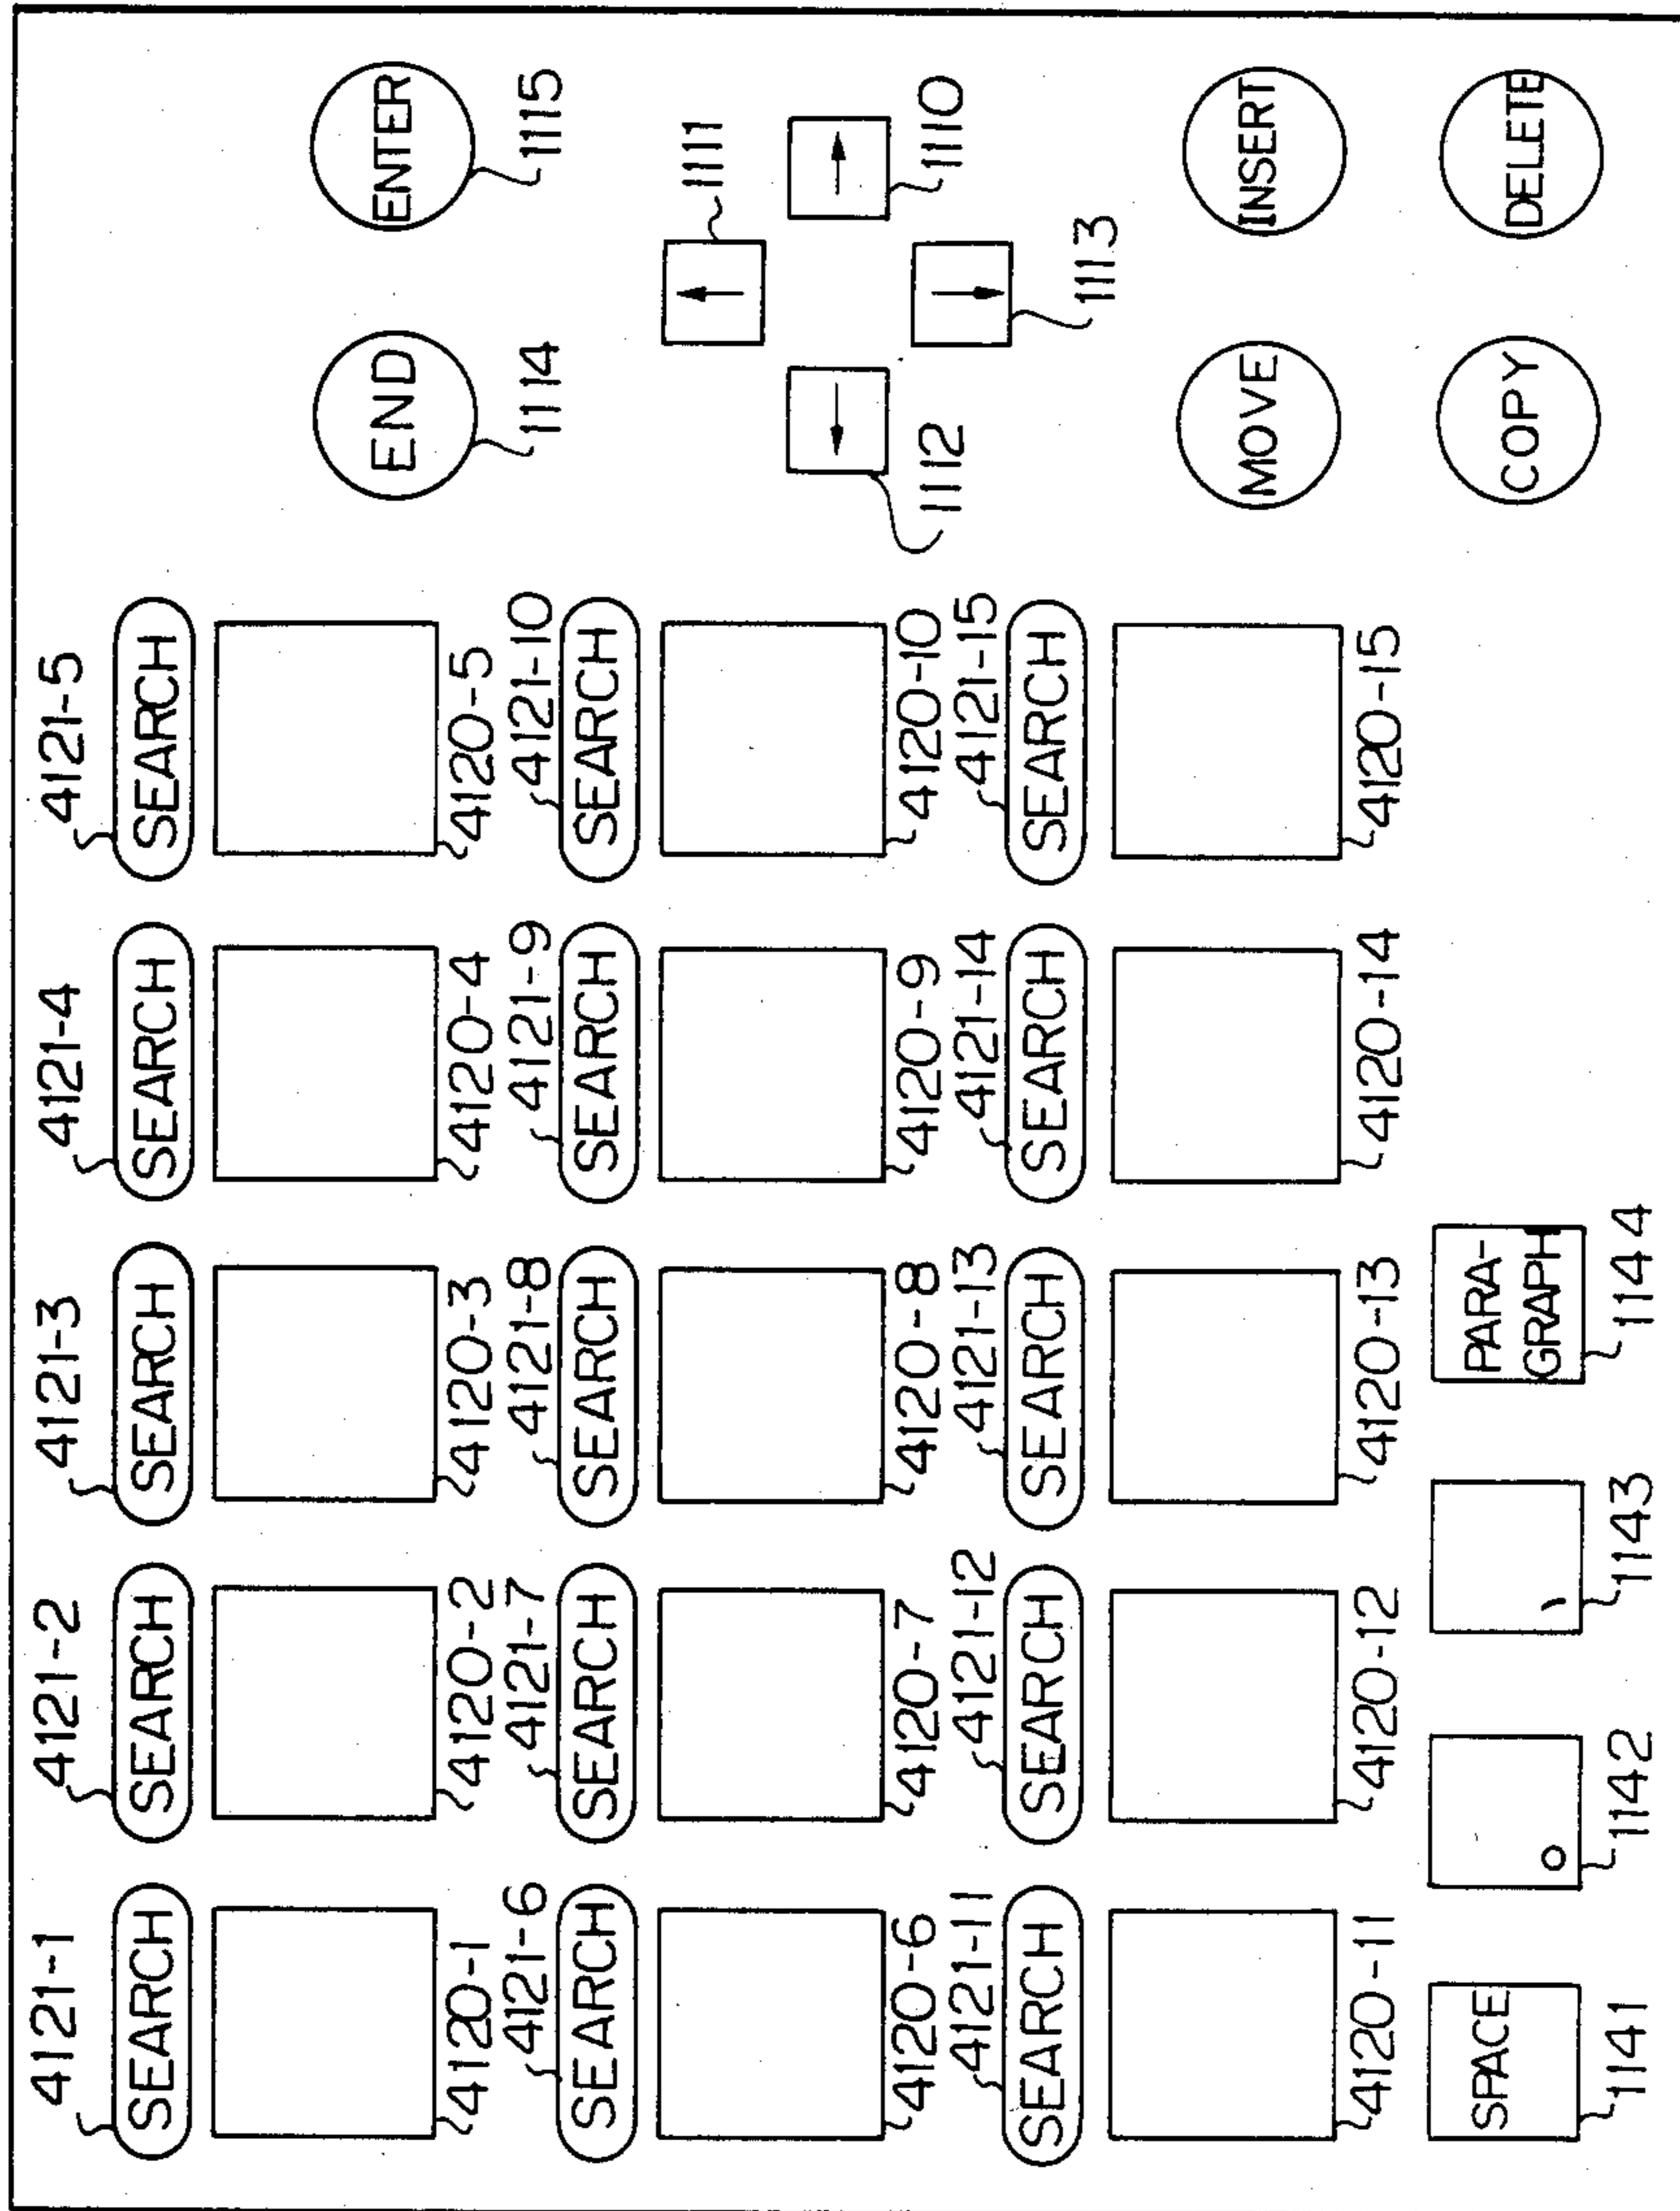 4121-1 4121-2 4121-3 4121-4 4121-5
SEARCH SEARCH SEARCH SEARCH SEARCH
END ENTER
1114 1115
4120-1 4120-2 4120-3 4120-4 4120-5
4121-6 4121-7 4121-8 4121-9 4121-10
SEARCH SEARCH SEARCH SEARCH SEARCH
1111
↑
← →
1112 1110
↓
1113
4120-6 4120-7 4120-8 4120-9 4120-10
4121-11 4121-12 4121-13 4121-14 4121-15
SEARCH SEARCH SEARCH SEARCH SEARCH
MOVE INSERT
4120-11 4120-12 4120-13 4120-14 4120-15
SPACE 。 、 PARA-
GRAPH
COPY DELETE
1141 1142 1143 1144